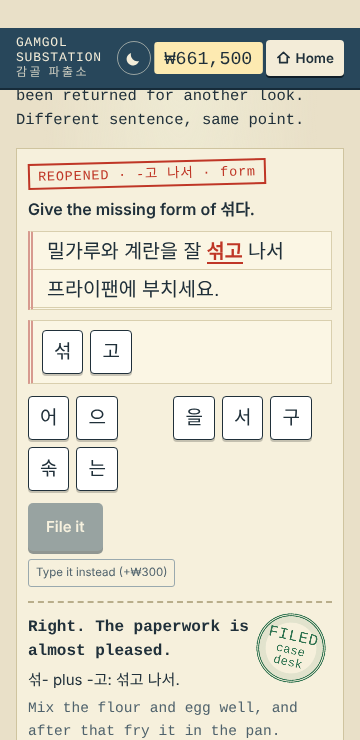 GAMGOL
SUBSTATION
감골 파출소
₩661,500
Home
been returned for another look.
Different sentence, same point.
REOPENED · -고 나서 · form
Give the missing form of 섞다.
밀가루와 계란을 잘 섞고 나서
프라이팬에 부치세요.
섞 고
어 으 을 서 구
솎 는
File it
Type it instead (+₩300)
Right. The paperwork is
almost pleased.
FILED
case
desk
섞- plus -고: 섞고 나서.
Mix the flour and egg well, and
after that fry it in the pan.